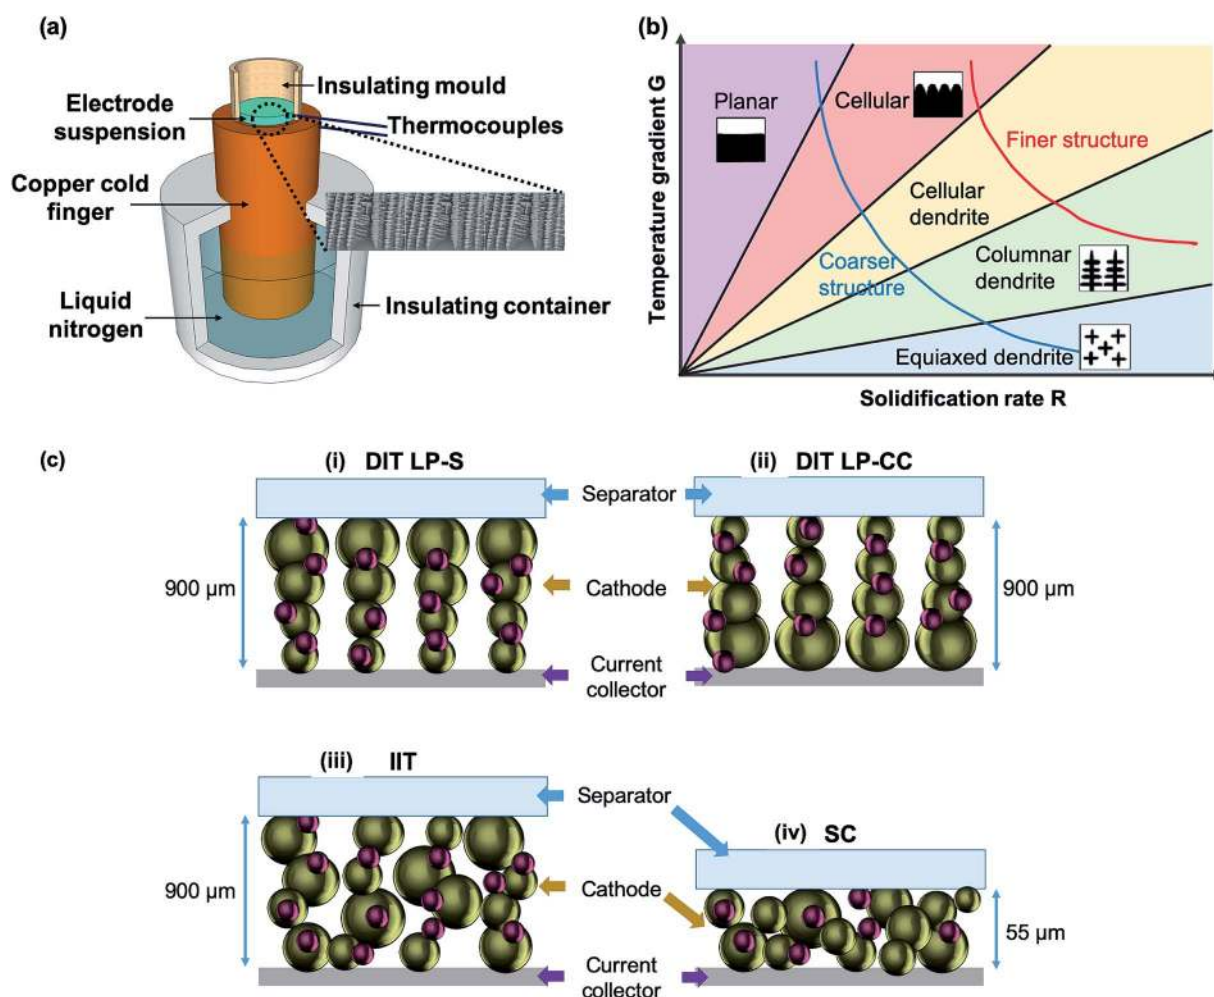 (a)
Insulating mould
Electrode
suspension
Thermocouples
Copper cold
finger
Liquid
nitrogen
Insulating container
(b)
Temperature gradient G
Planar
Cellular
Finer structure
Cellular
dendrite
Coarser
structure
Columnar
dendrite
Equiaxed dendrite
Solidification rate R
(c)
(i) DIT LP-S
(ii) DIT LP-CC
Separator
900 µm
Cathode
900 µm
Current
collector
(iii) IIT
Separator
(iv) SC
900 µm
Cathode
55 µm
Current
collector